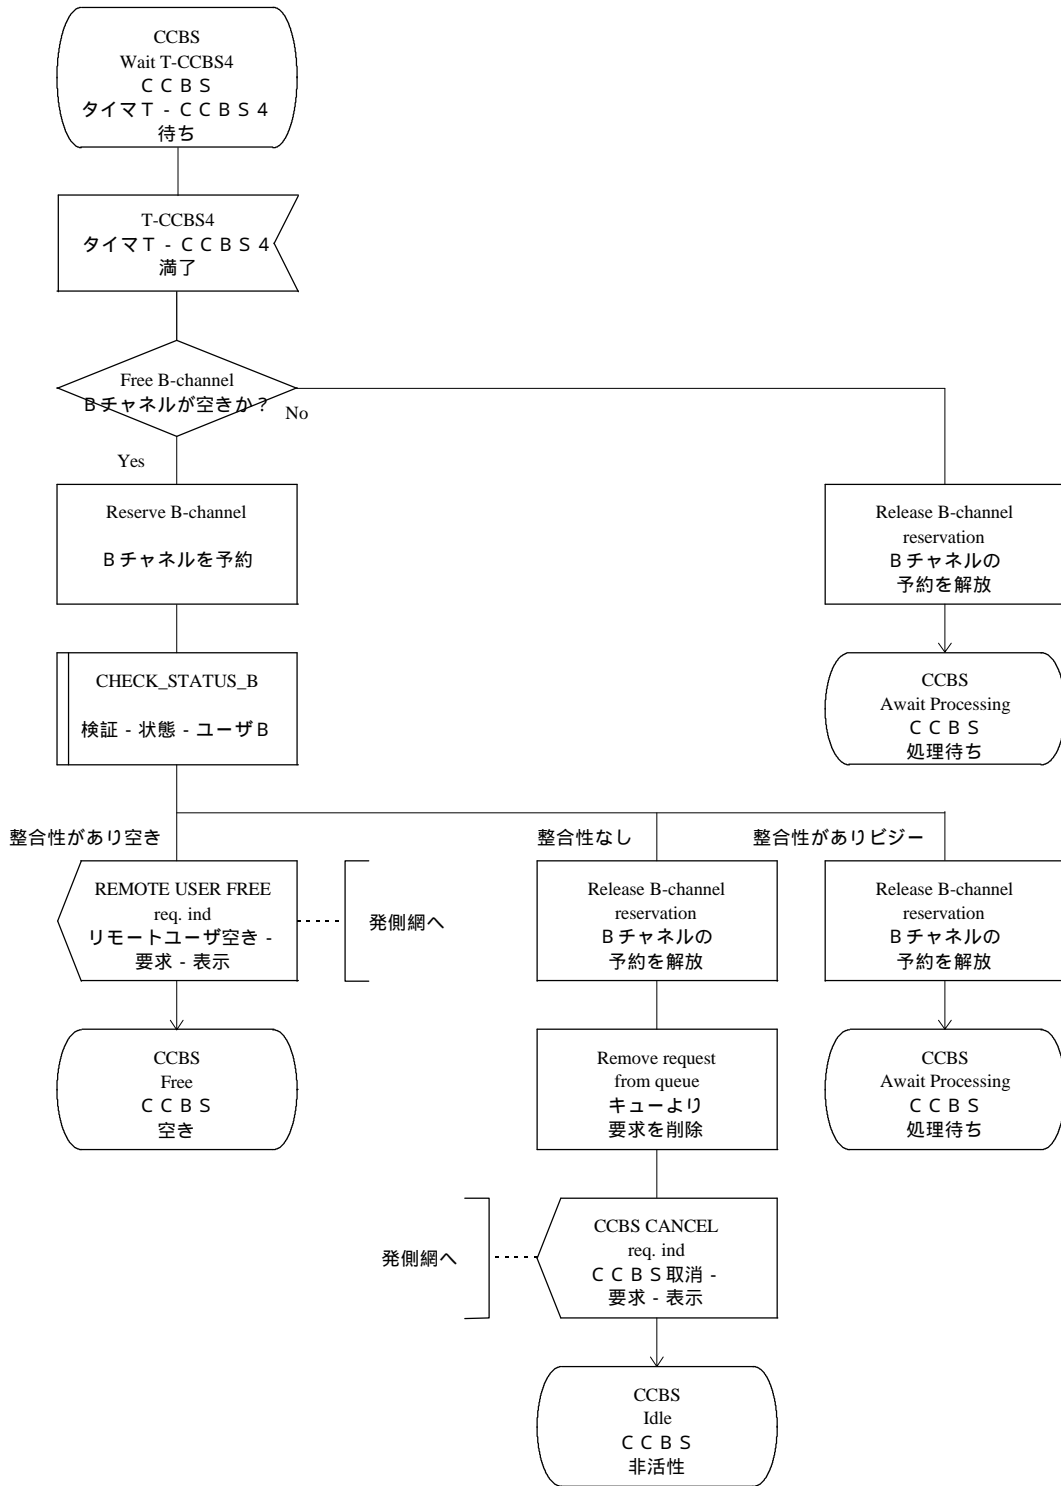 CCBS
Wait T-CCBS4
ＣＣＢＳ
タイマＴ‐ＣＣＢＳ４
待ち
T-CCBS4
タイマＴ‐ＣＣＢＳ４
満了
Free B-channel
Ｂチャネルが空きか？
No
Yes
Reserve B-channel
Ｂチャネルを予約
Release B-channel
reservation
Ｂチャネルの
予約を解放
CHECK_STATUS_B
検証‐状態‐ユーザＢ
CCBS
Await Processing
ＣＣＢＳ
処理待ち
整合性があり空き
整合性なし
整合性がありビジー
REMOTE USER FREE
req. ind
リモートユーザ空き‐
要求‐表示
発側網へ
Release B-channel
reservation
Ｂチャネルの
予約を解放
Release B-channel
reservation
Ｂチャネルの
予約を解放
CCBS
Free
ＣＣＢＳ
空き
Remove request
from queue
キューより
要求を削除
CCBS
Await Processing
ＣＣＢＳ
処理待ち
発側網へ
CCBS CANCEL
req. ind
ＣＣＢＳ取消‐
要求‐表示
CCBS
Idle
ＣＣＢＳ
非活性